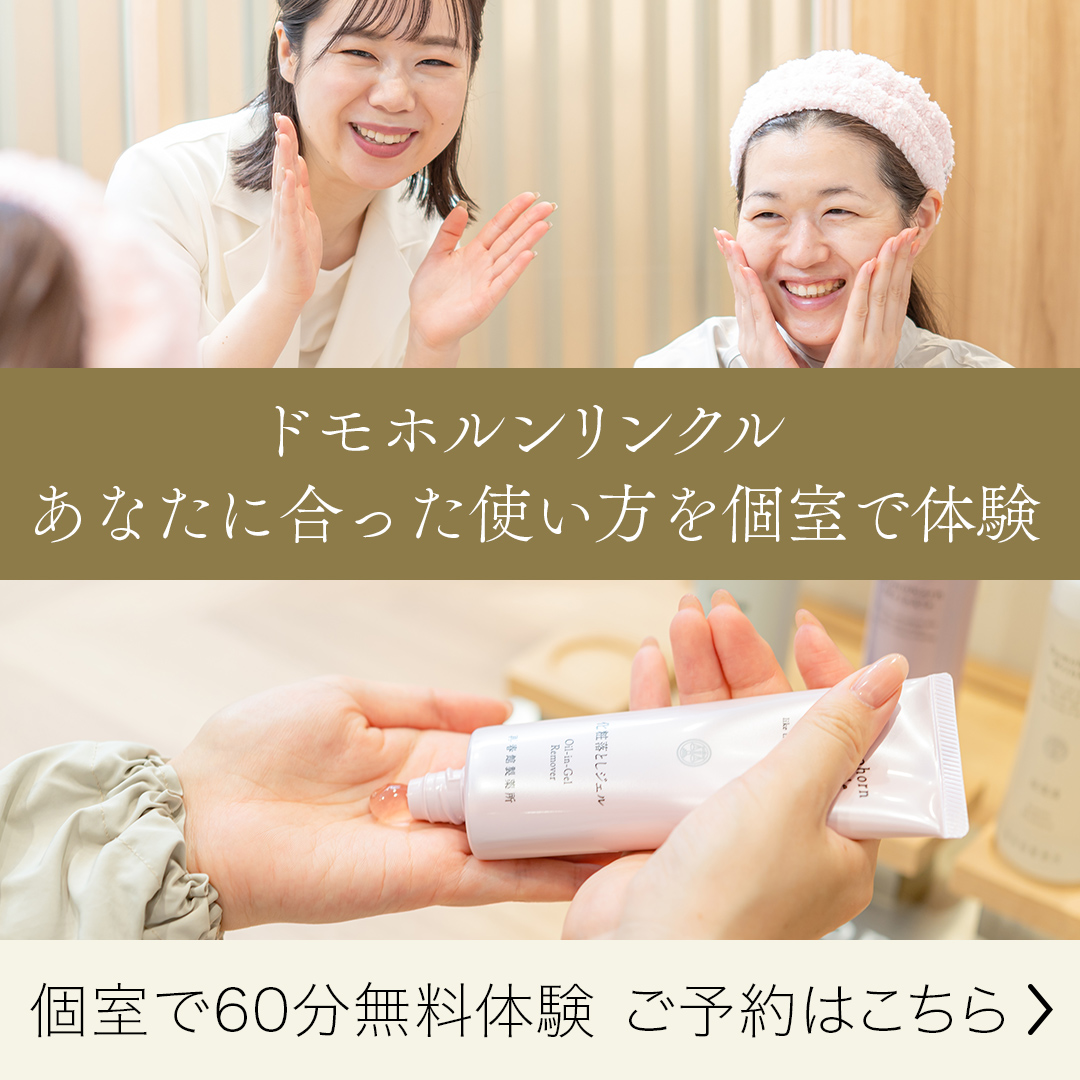 ドモホルンリンクル
あなたに合った使い方を個室で体験
化粧落としジェル
Oil-in-Gel
Remover
再春館製薬所
個室で60分無料体験 ご予約はこちら